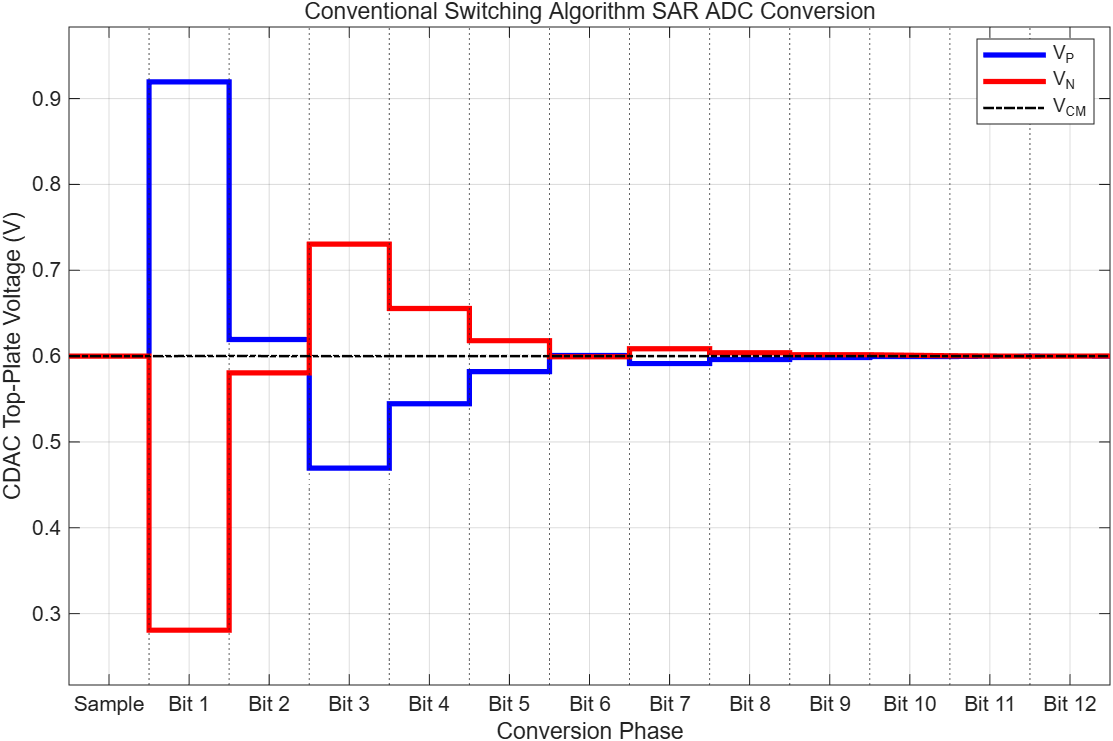 Conventional Switching Algorithm SAR ADC Conversion
V_P
V_N
V_CM
0.9
0.8
0.7
0.6
0.5
0.4
0.3
CDAC Top-Plate Voltage (V)
Sample Bit 1 Bit 2 Bit 3 Bit 4 Bit 5 Bit 6 Bit 7 Bit 8 Bit 9 Bit 10 Bit 11 Bit 12
Conversion Phase